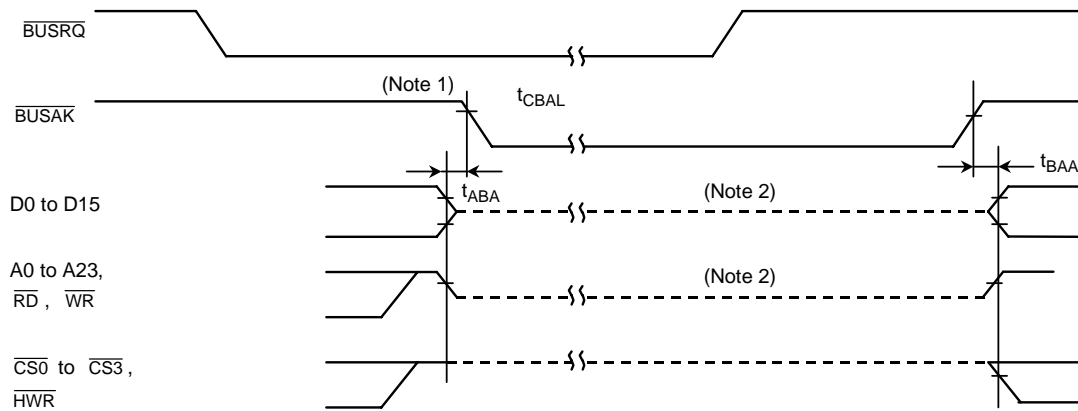 BUSRQ
(Note 1)
tCBAL
BUSAK
tBAA
tABA
(Note 2)
D0 to D15
A0 to A23,
(Note 2)
RD , WR
CS0 to CS3 ,
HWR